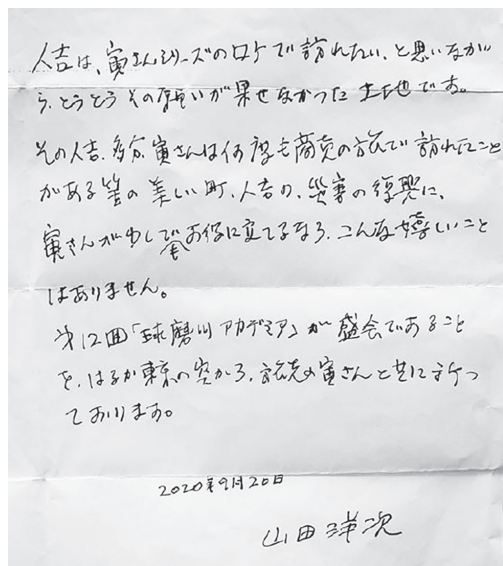 人吉は、寅さんシリーズのロケで訪れたい、と思いなが
ら、とうとうその願いが果せなかった土地です。
その人吉、多分寅さんは何度も商売の旅で訪れたこと
がある筈の美しい町、人吉の、災害の復興に、
寅さんが少しでもお役に立てるなら、こんな嬉しいこと
はありません。
第12回「球磨川アカデミア」が盛会であること
を、はるか東京の空から、旅先の寅さんと共に祈っ
ております。
2020年9月20日
山田洋次